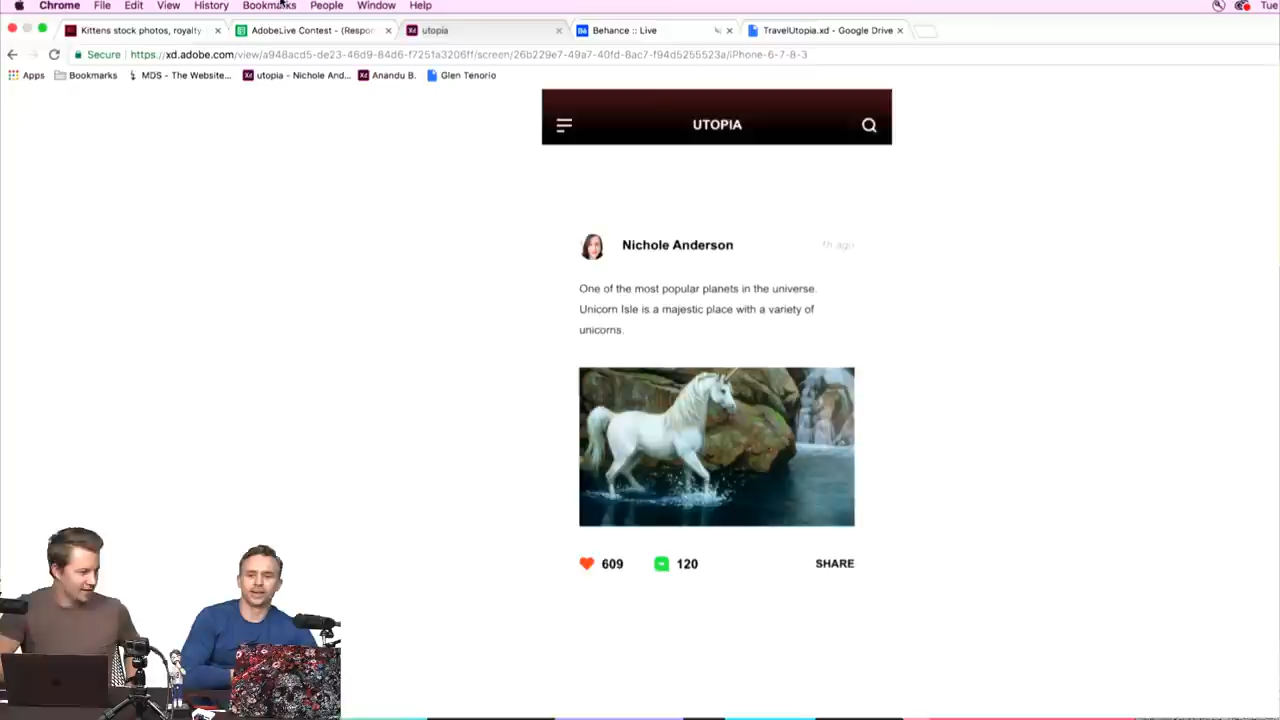 Chrome File Edit View History Bookmarks People Window Help
Tue
Kittens stock photos, royalty
AdobeLive Contest - (Respon
utopia
Behance :: Live
TravelUtopia.xd - Google Drive
Secure https://xd.adobe.com/view/a948acd5-de23-46d9-84d6-f7251a3206ff/screen/26b229e7-49a7-40fd-8ac7-f94d5255523a/iPhone-6-7-8-3
Apps Bookmarks MDS - The Website... utopia - Nichole And... Anandu B. Glen Tenorio
UTOPIA
Nichole Anderson
1h ago
One of the most popular planets in the universe.
Unicorn Isle is a majestic place with a variety of
unicorns.
609 120 SHARE